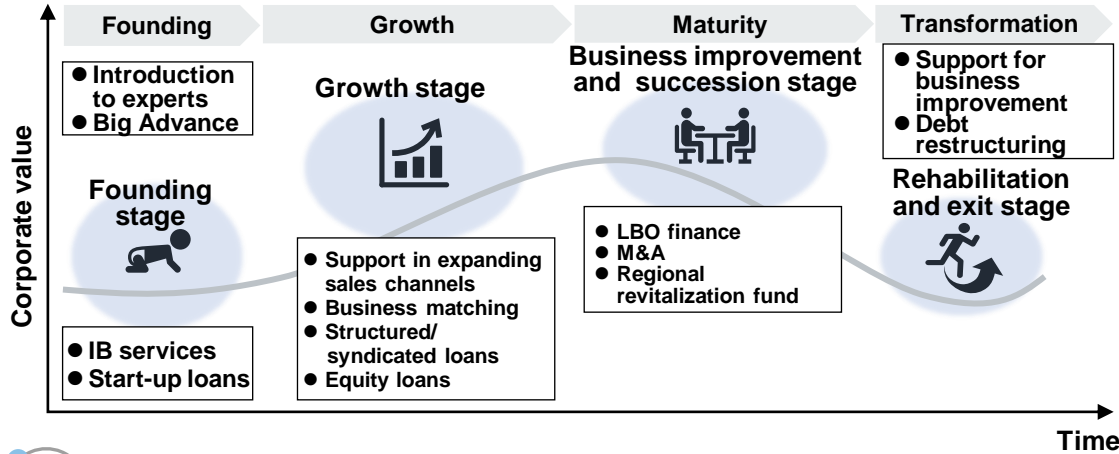 Founding
Growth
Maturity
Transformation
● Introduction
to experts
● Big Advance
Growth stage
Business improvement
and succession stage
● Support for
business
improvement
● Debt
restructuring
Founding
stage
Rehabilitation
and exit stage
● Support in expanding
sales channels
● Business matching
● Structured/
syndicated loans
● Equity loans
● LBO finance
● M&A
● Regional
revitalization fund
● IB services
● Start-up loans
Corporate value
Time